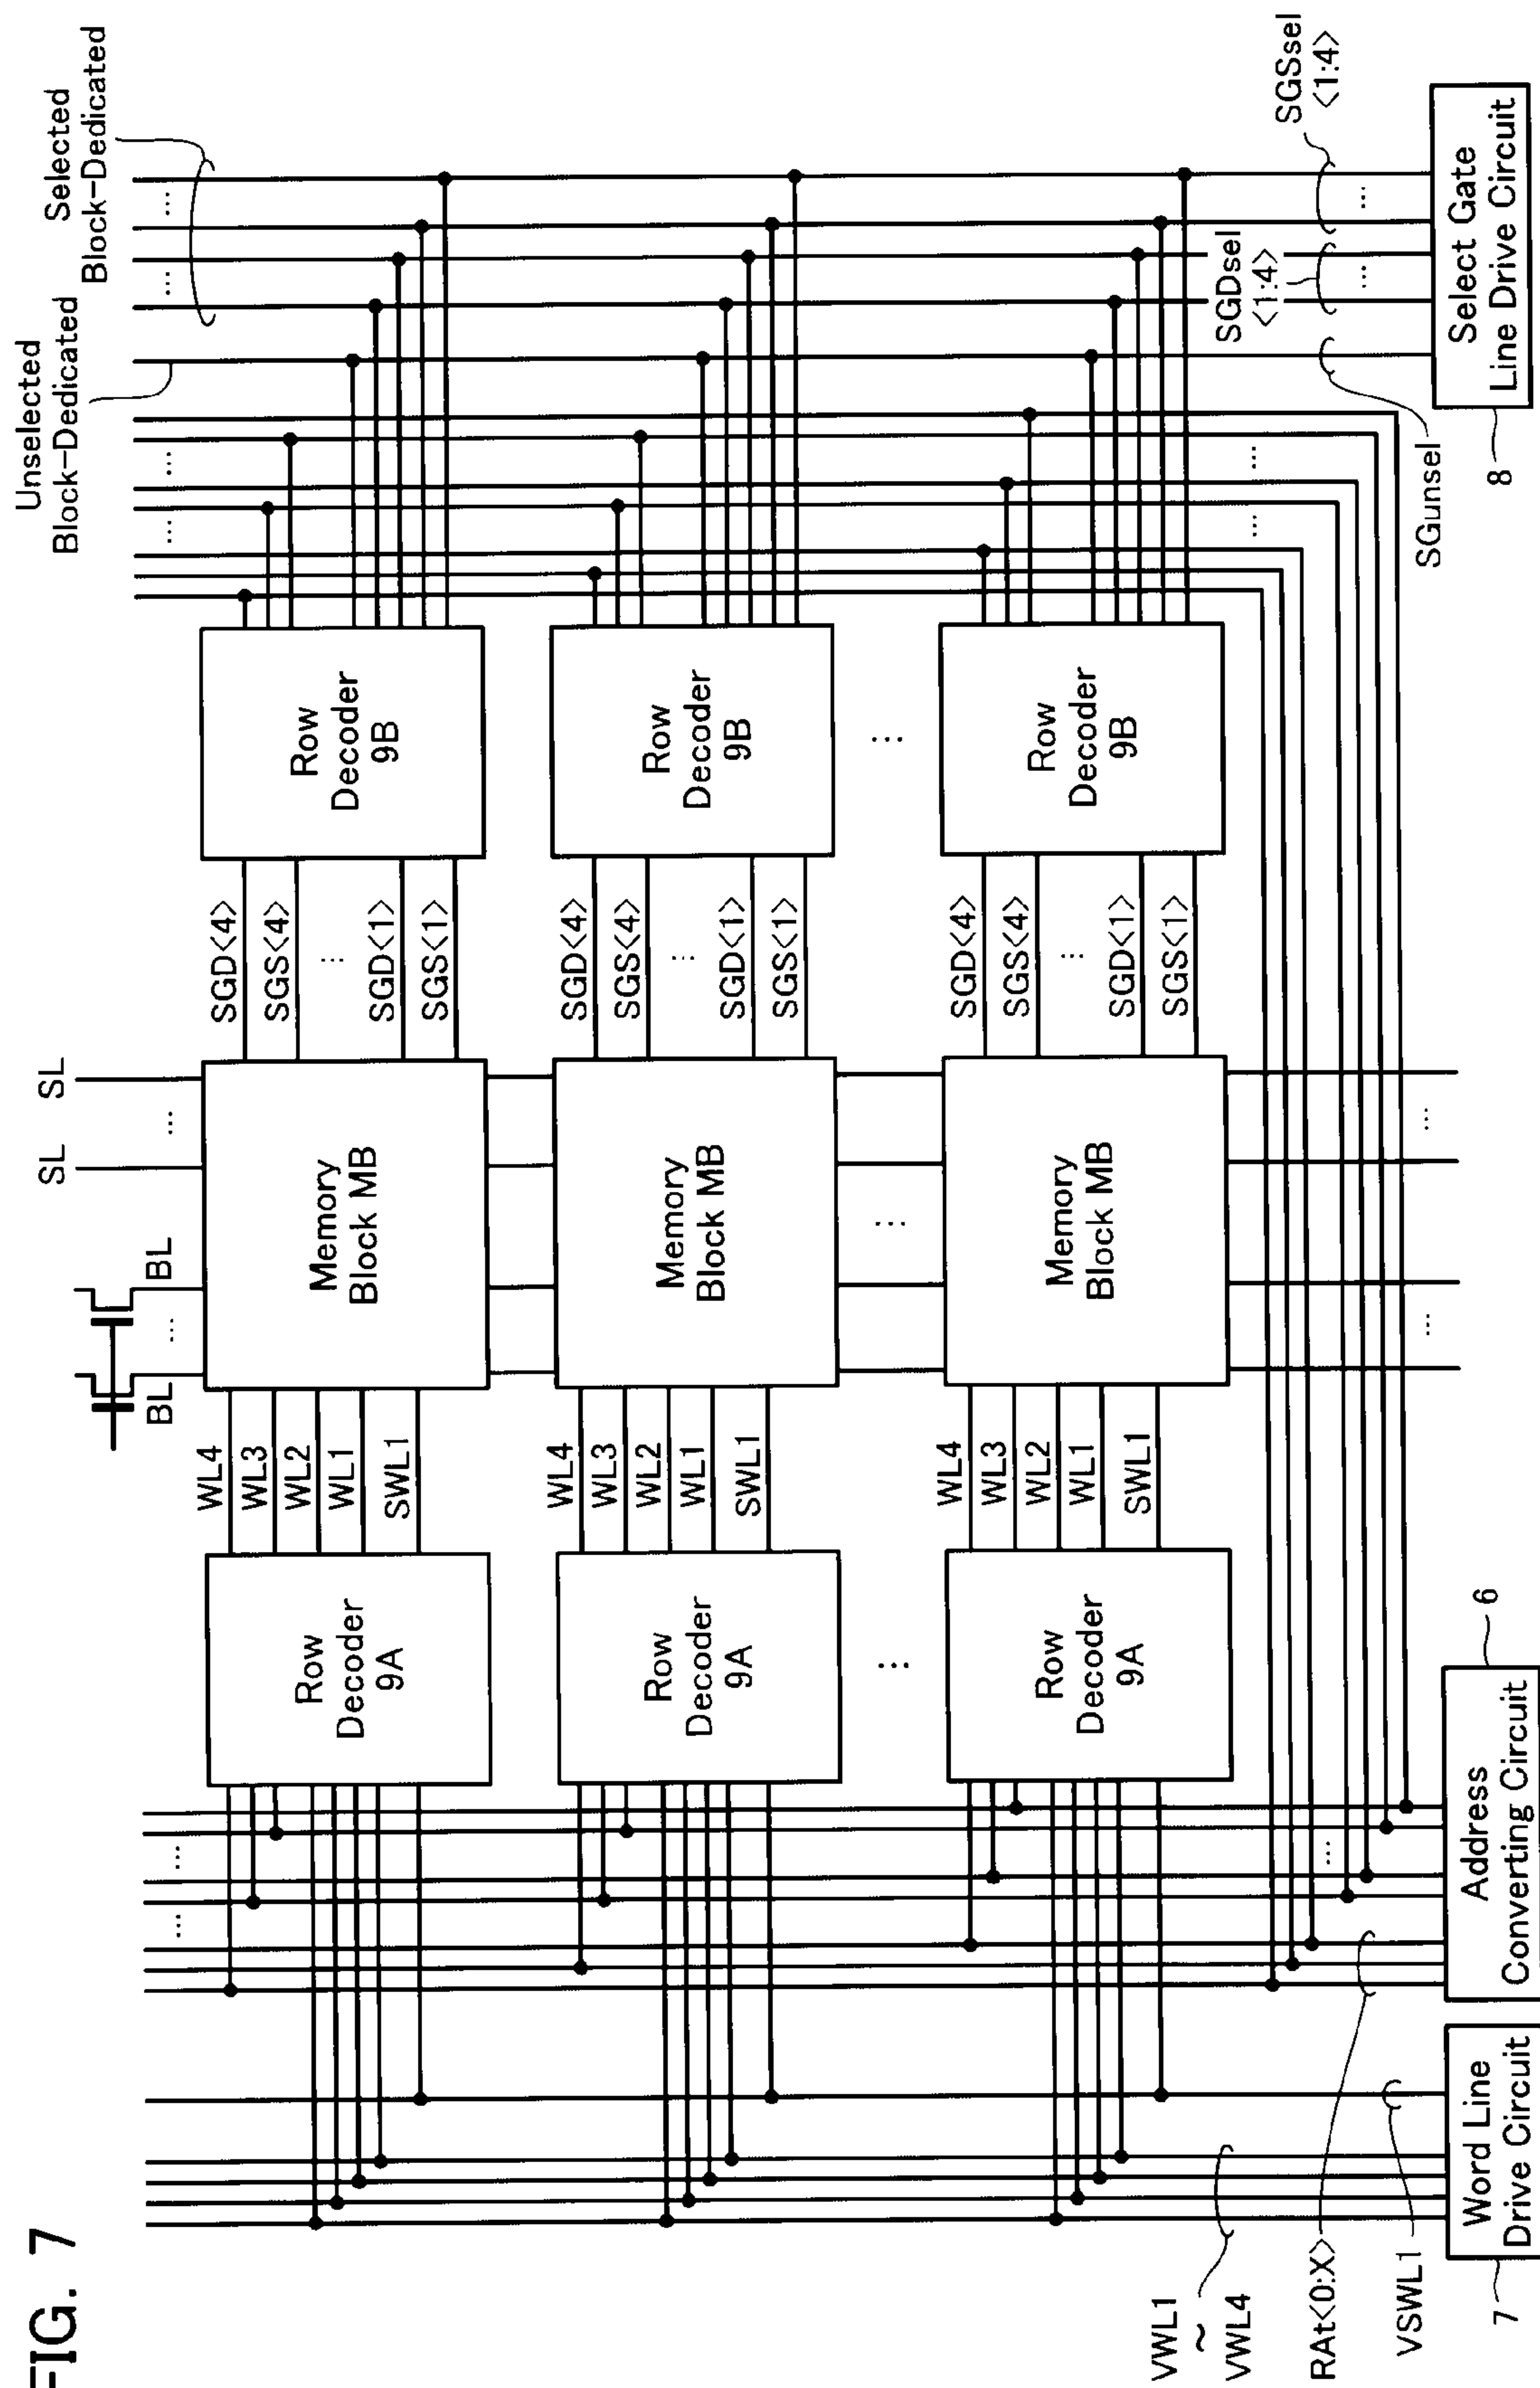 FIG. 7
BL
BL
SL
SL
Unselected
Block-Dedicated
Selected
Block-Dedicated
...
...
...
...
...
...
...
...
Row
Decoder
9A
WL4
WL3
WL2
WL1
SWL1
Memory
Block MB
SGD<4>
SGS<4>
...
SGD<1>
SGS<1>
Row
Decoder
9B
Row
Decoder
9A
WL4
WL3
WL2
WL1
SWL1
Memory
Block MB
SGD<4>
SGS<4>
...
SGD<1>
SGS<1>
Row
Decoder
9B
...
...
...
Row
Decoder
9A
WL4
WL3
WL2
WL1
SWL1
Memory
Block MB
SGD<4>
SGS<4>
...
SGD<1>
SGS<1>
Row
Decoder
9B
VWL1
~
VWL4
RAt<0:X>
VSWL1
...
...
...
...
...
SGunsel
SGDsel
<1:4>
...
SGSsel
<1:4>
...
7
Word Line
Drive Circuit
6
Address
Converting Circuit
8
Select Gate
Line Drive Circuit